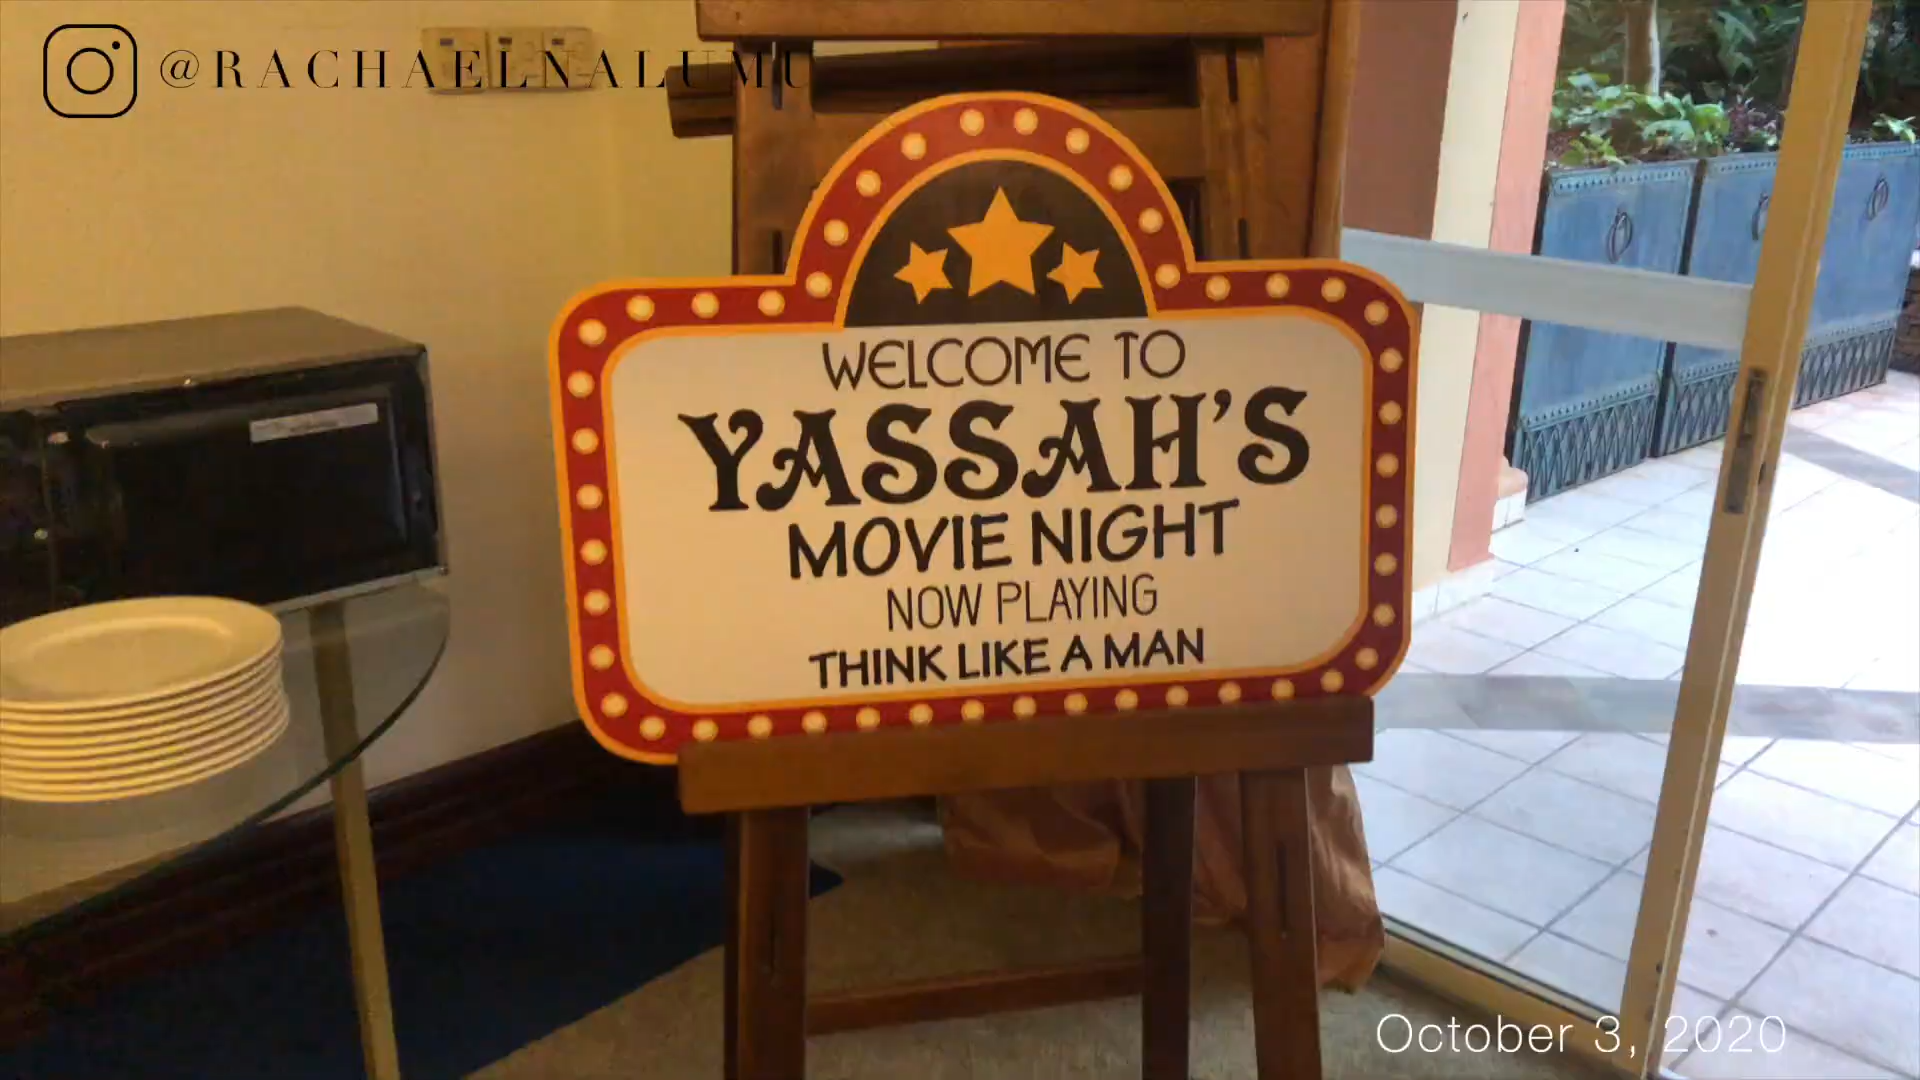 @RACHAELNALUMU
WELCOME TO
YASSAH'S
MOVIE NIGHT
NOW PLAYING
THINK LIKE A MAN
October 3, 2020